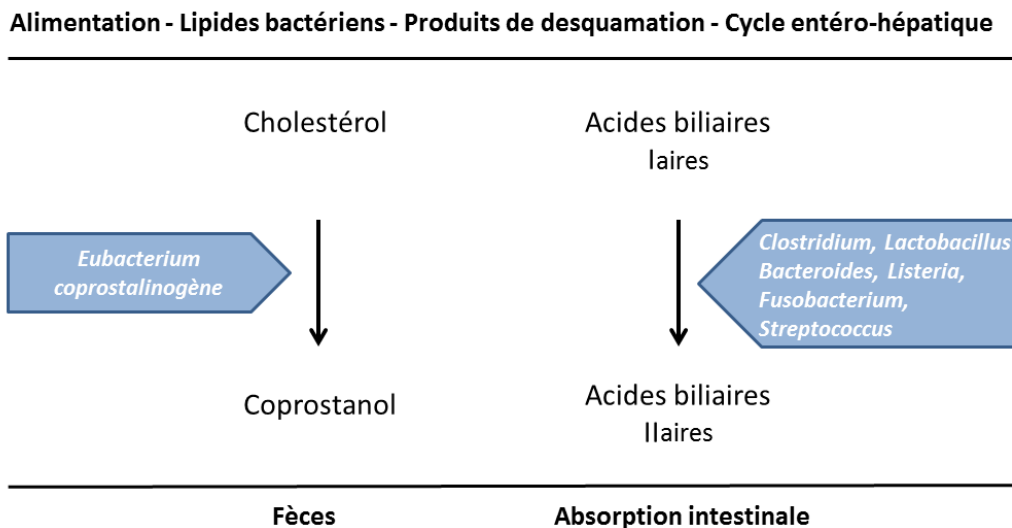 Alimentation - Lipides bactériens - Produits de desquamation - Cycle entéro-hépatique
Cholestérol
Acides biliaires
Iaires
Eubacterium
coprostalinogène
Clostridium, Lactobacillus
Bacteroides, Listeria,
Fusobacterium,
Streptococcus
Coprostanol
Acides biliaires
IIaires
Fèces
Absorption intestinale